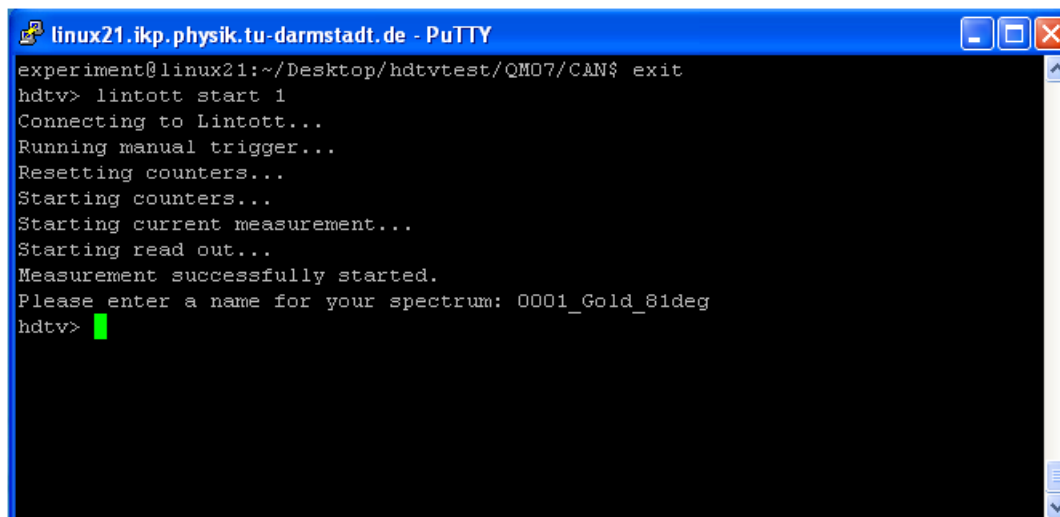 linux21.ikp.physik.tu-darmstadt.de - PuTTY
experiment@linux21:~/Desktop/hdtvtest/QM07/CAN$ exit
hdtv> lintott start 1
Connecting to Lintott...
Running manual trigger...
Resetting counters...
Starting counters...
Starting current measurement...
Starting read out...
Measurement successfully started.
Please enter a name for your spectrum: 0001_Gold_81deg
hdtv>